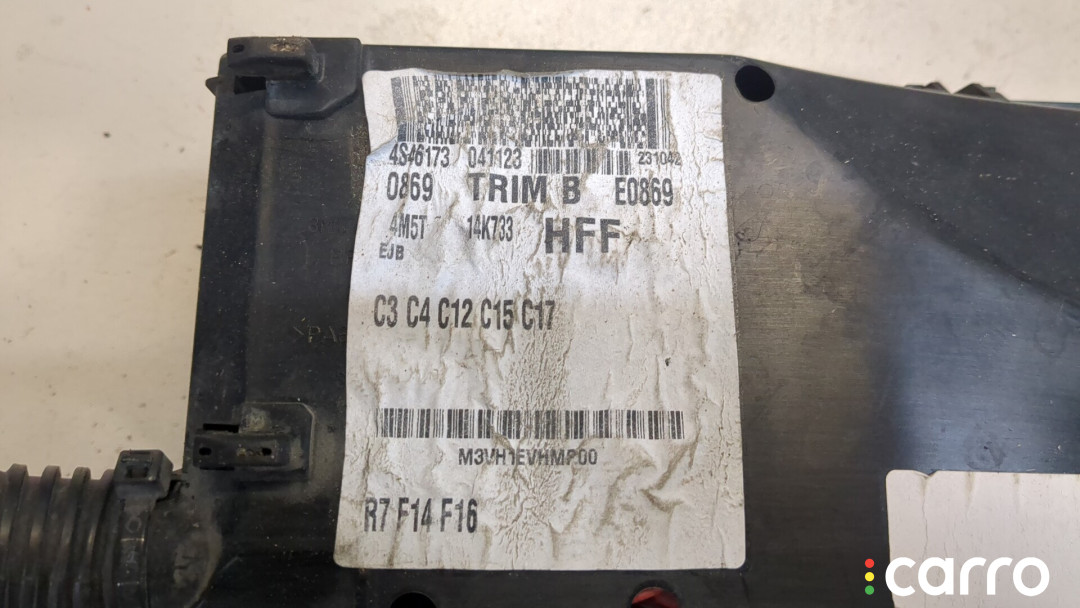 4S46173 041123 231042
0869 TRIM B E0869
4M5T 14K733 HFF
EJB
C3 C4 C12 C15 C17
M3VH1EVHMP00
R7 F14 F16
carro